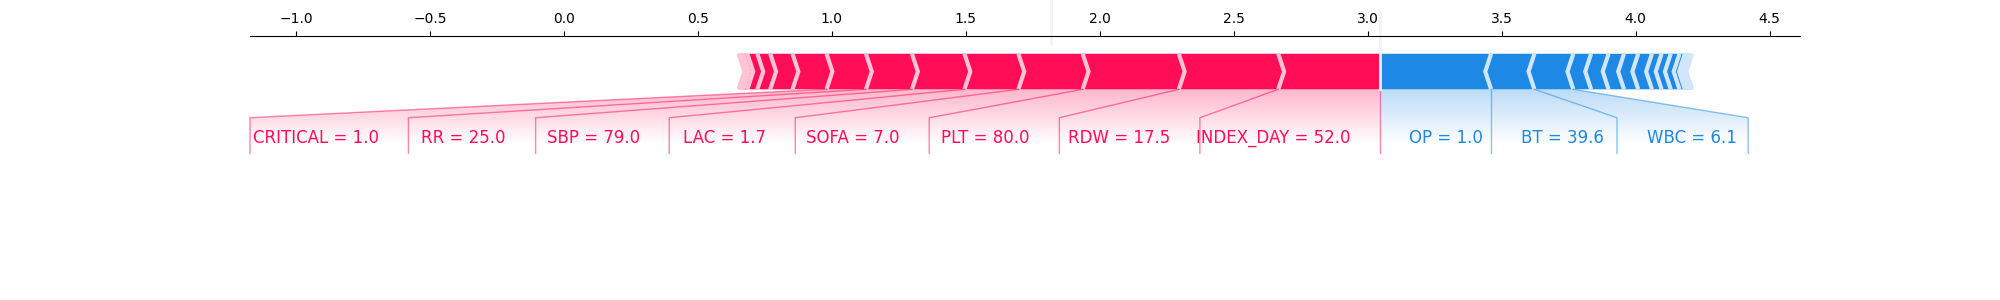 −1.0 −0.5 0.0 0.5 1.0 1.5 2.0 2.5 3.0 3.5 4.0 4.5
CRITICAL = 1.0 RR = 25.0 SBP = 79.0 LAC = 1.7 SOFA = 7.0 PLT = 80.0 RDW = 17.5 INDEX_DAY = 52.0 OP = 1.0 BT = 39.6 WBC = 6.1